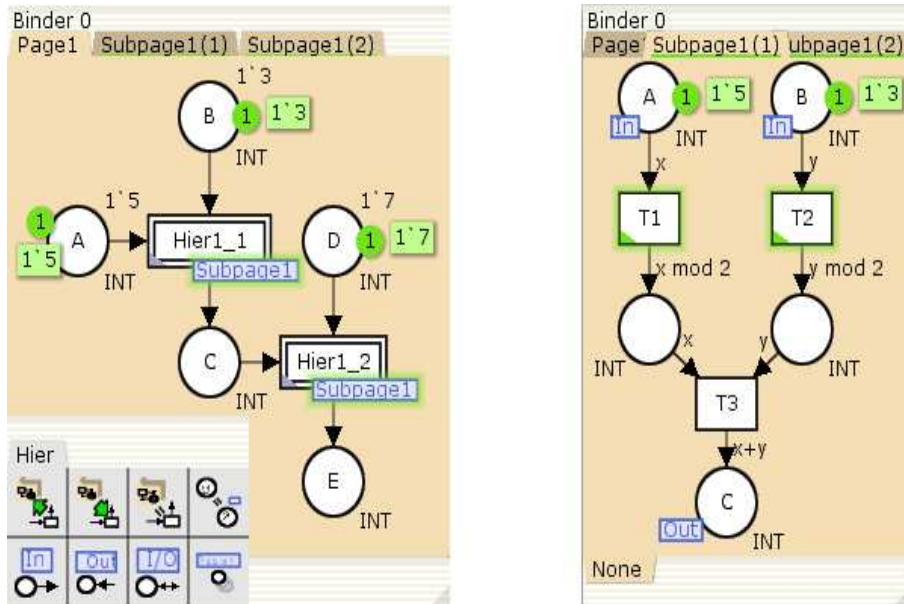 Binder 0
Page1 Subpage1(1) Subpage1(2)
1`3
B 1 1`3
INT
1`5
1`7
1
A
1`5
INT
Hier1_1
Subpage1
D 1 1`7
INT
C
INT
Hier1_2
Subpage1
E
INT
Hier
In Out I/O
Binder 0
Page Subpage1(1) ubpage1(2)
A 1 1`5
In
INT
B 1 1`3
In
INT
x
y
T1
T2
x mod 2
y mod 2
x
y
INT
INT
T3
x+y
C
Out
INT
None